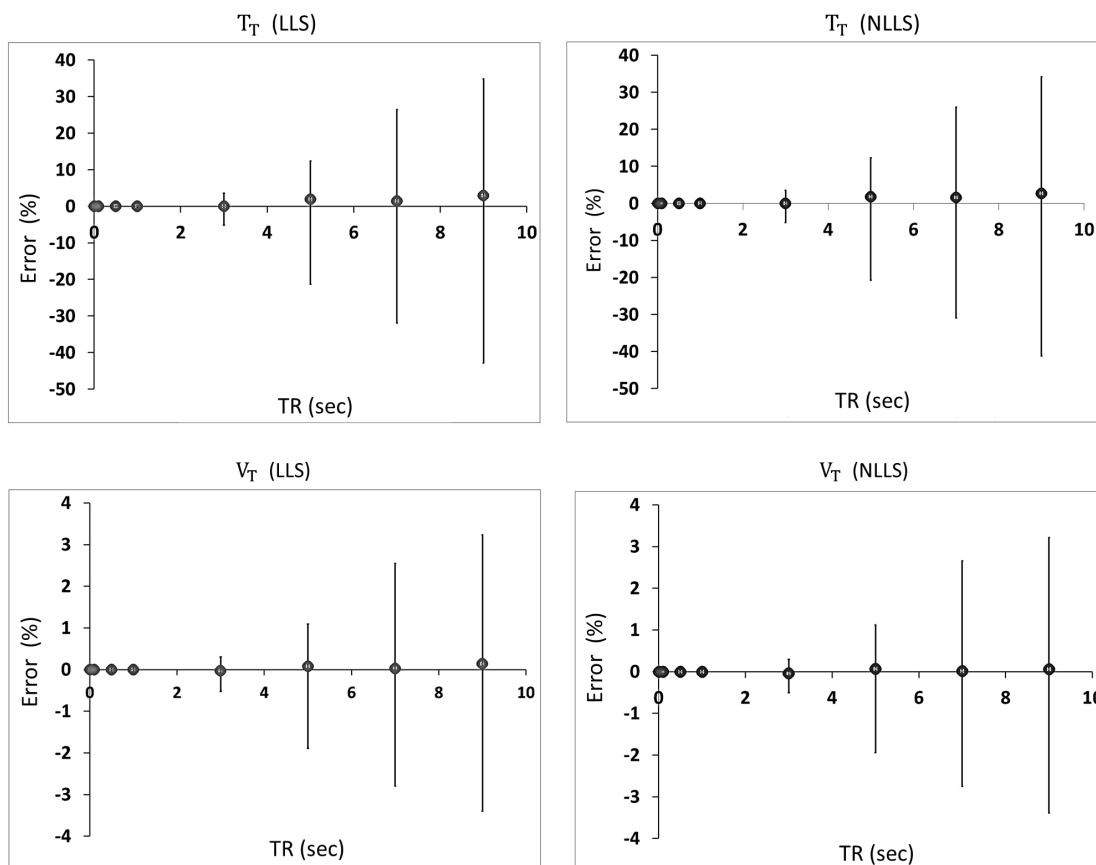 T_T (LLS)
40
30
20
10
0
-10
-20
-30
-40
-50
0 2 4 6 8 10
Error (%)
TR (sec)
T_T (NLLS)
40
30
20
10
0
-10
-20
-30
-40
-50
0 2 4 6 8 10
Error (%)
TR (sec)
V_T (LLS)
4
3
2
1
0
-1
-2
-3
-4
0 2 4 6 8 10
Error (%)
TR (sec)
V_T (NLLS)
4
3
2
1
0
-1
-2
-3
-4
0 2 4 6 8 10
Error (%)
TR (sec)